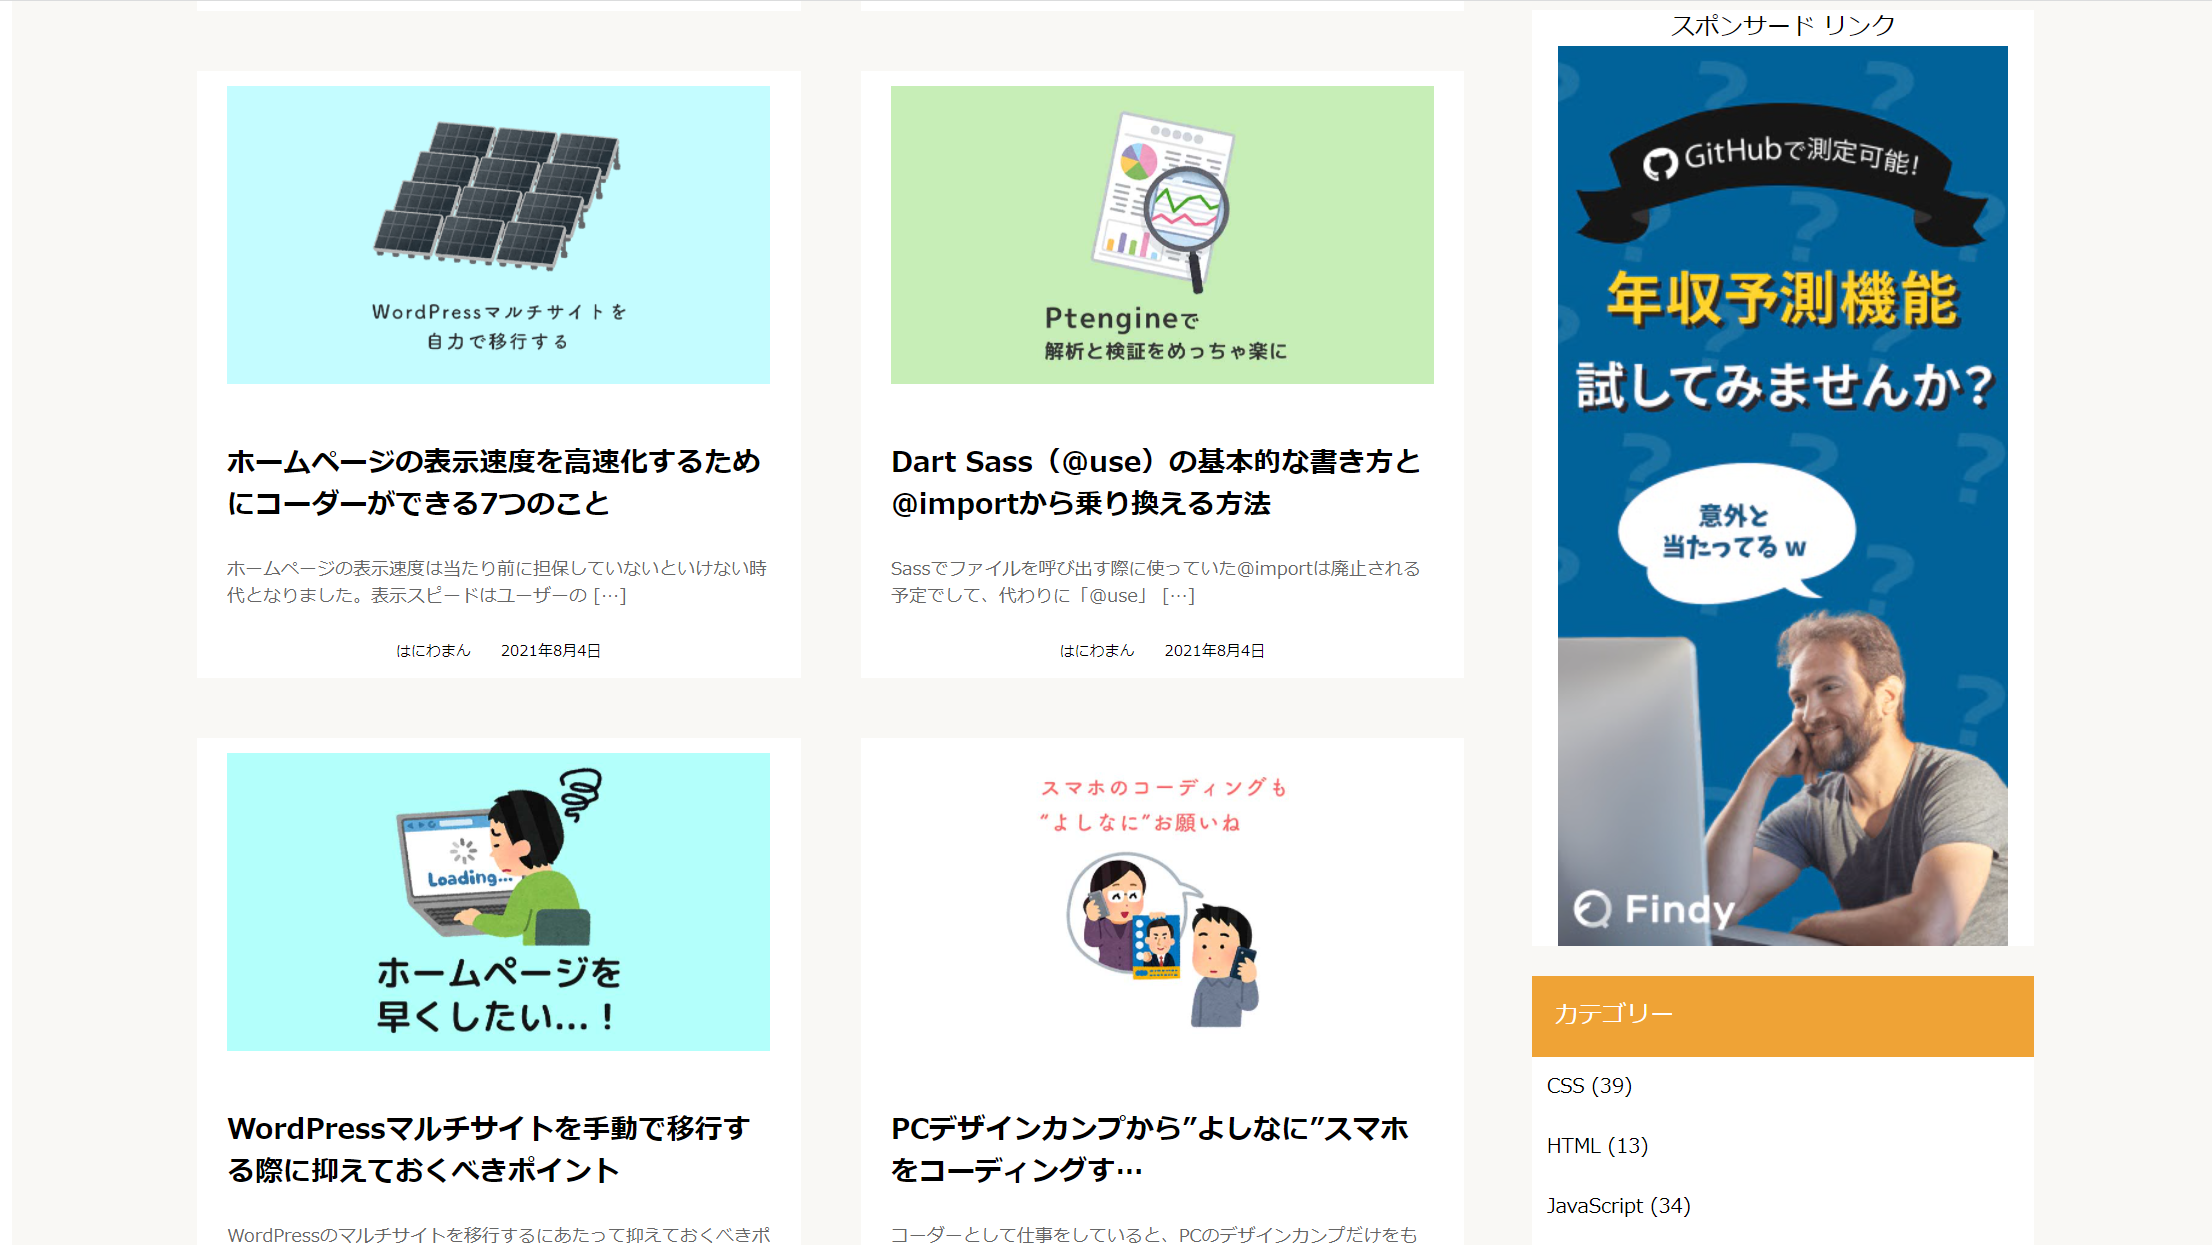 WordPressマルチサイトを
自力で移行する
ホームページの表示速度を高速化するため
にコーダーができる7つのこと
ホームページの表示速度は当たり前に担保していないといけない時
代となりました。表示スピードはユーザーの […]
はにわまん 2021年8月4日
Ptengineで
解析と検証をめっちゃ楽に
Dart Sass（@use）の基本的な書き方と
@importから乗り換える方法
Sassでファイルを呼び出す際に使っていた@importは廃止される
予定でして、代わりに「@use」 […]
はにわまん 2021年8月4日
Loading...
ホームページを
早くしたい...！
WordPressマルチサイトを手動で移行す
る際に抑えておくべきポイント
WordPressのマルチサイトを移行するにあたって抑えておくべきポ
スマホのコーディングも
“よしなに”お願いね
PCデザインカンプから”よしなに”スマホ
をコーディングす…
コーダーとして仕事をしていると、PCのデザインカンプだけをも
スポンサード リンク
GitHubで測定可能！
年収予測機能
試してみませんか？
意外と
当たってるｗ
Findy
カテゴリー
CSS (39)
HTML (13)
JavaScript (34)